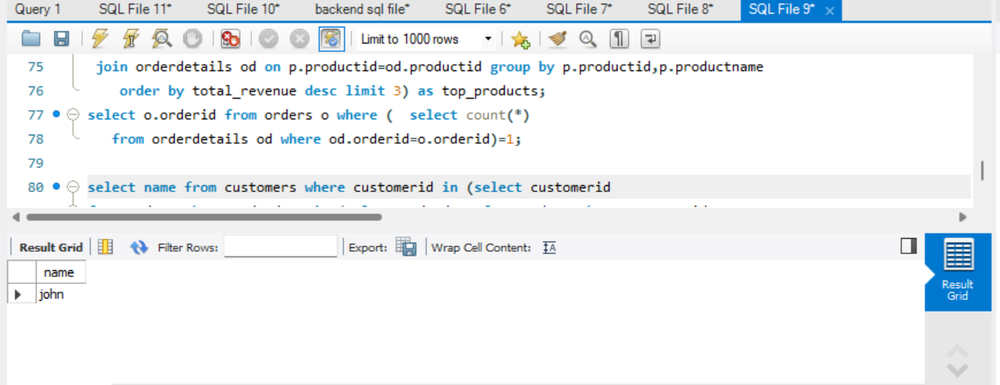 Query 1 SQL File 11* SQL File 10* backend sql file* SQL File 6* SQL File 7* SQL File 8* SQL File 9*
Limit to 1000 rows
75 join orderdetails od on p.productid=od.productid group by p.productid,p.productname
76 order by total_revenue desc limit 3) as top_products;
77 select o.orderid from orders o where ( select count(*)
78 from orderdetails od where od.orderid=o.orderid)=1;
79
80 select name from customers where customerid in (select customerid
Result Grid Filter Rows: Export: Wrap Cell Content:
name
john
Result
Grid